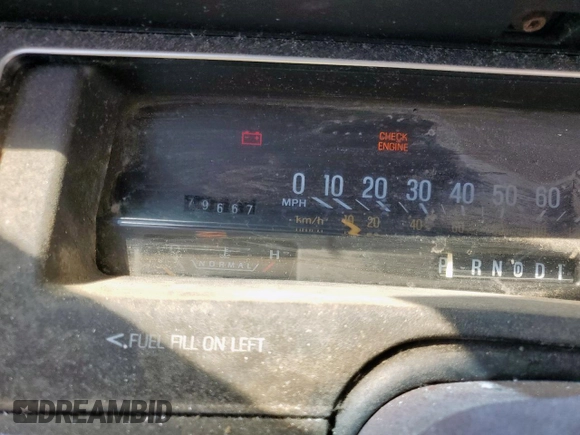 CHECK
ENGINE
0 10 20 30 40 50 60
MPH
79667
km/h 10 20 40
E H
NORMAL
P R N O D L
< FUEL FILL ON LEFT
DREAMBID